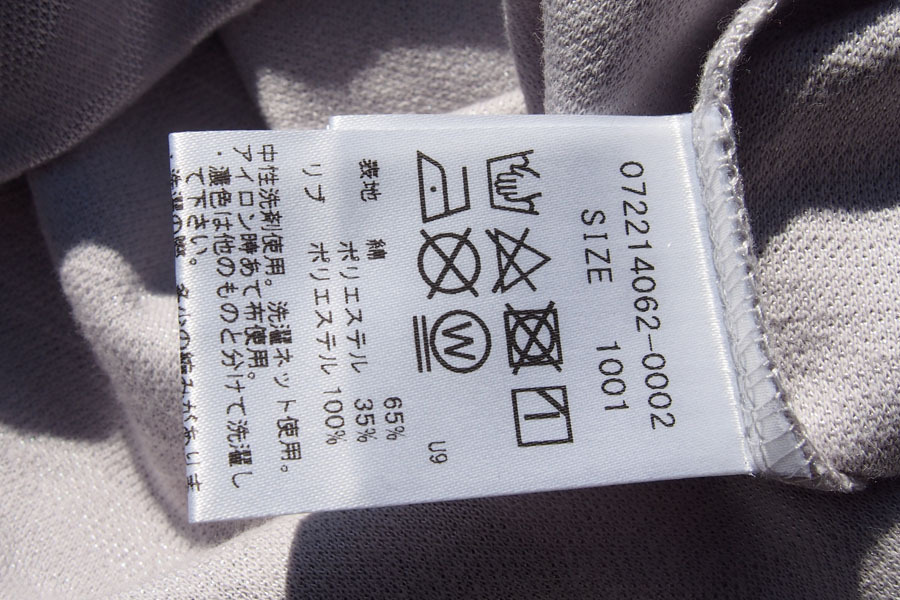 072214062-0002
SIZE 1001
W
U9
表地 綿 65%
ポリエステル 35%
リブ ポリエステル 100%
中性洗剤使用。洗濯ネット使用。
アイロン時あて布使用。
・濃色は他のものと分けて洗濯し
て下さい。